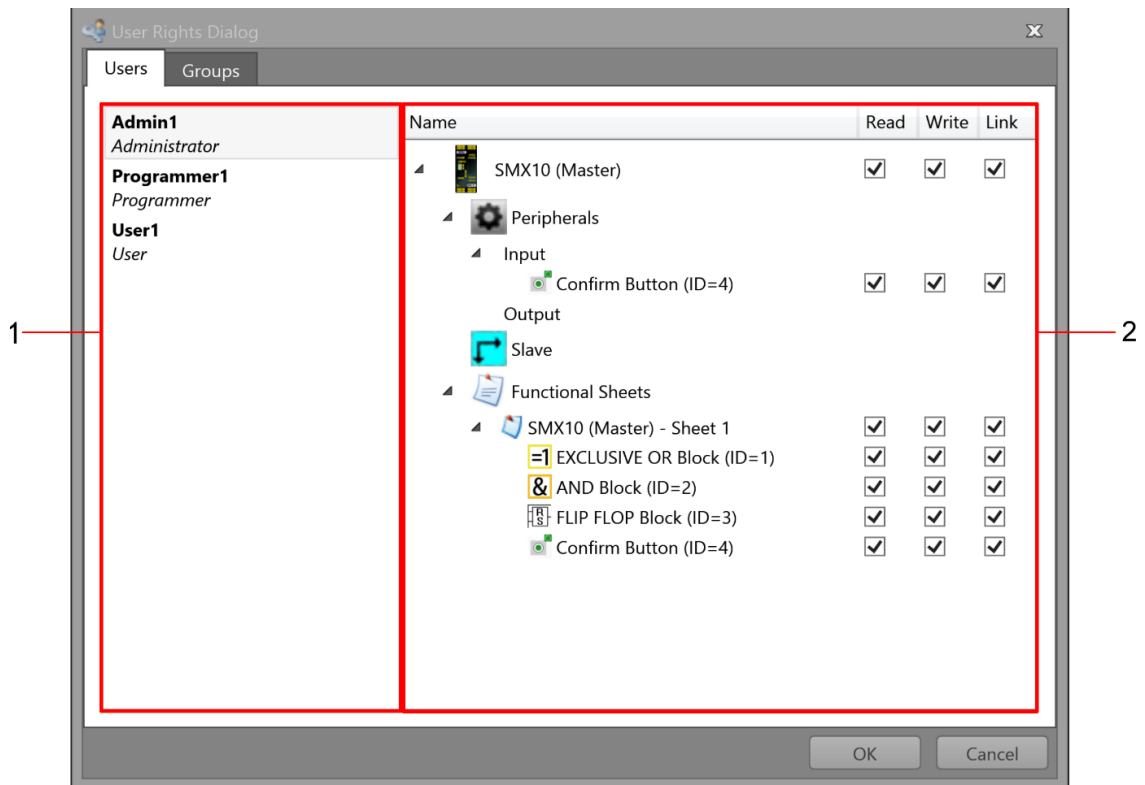 User Rights Dialog
Users Groups
Admin1
Administrator
Programmer1
Programmer
User1
User
Name Read Write Link
SMX10 (Master)
Peripherals
Input
Confirm Button (ID=4)
Output
Slave
Functional Sheets
SMX10 (Master) - Sheet 1
=1 EXCLUSIVE OR Block (ID=1)
& AND Block (ID=2)
R S FLIP FLOP Block (ID=3)
Confirm Button (ID=4)
1
2
OK Cancel